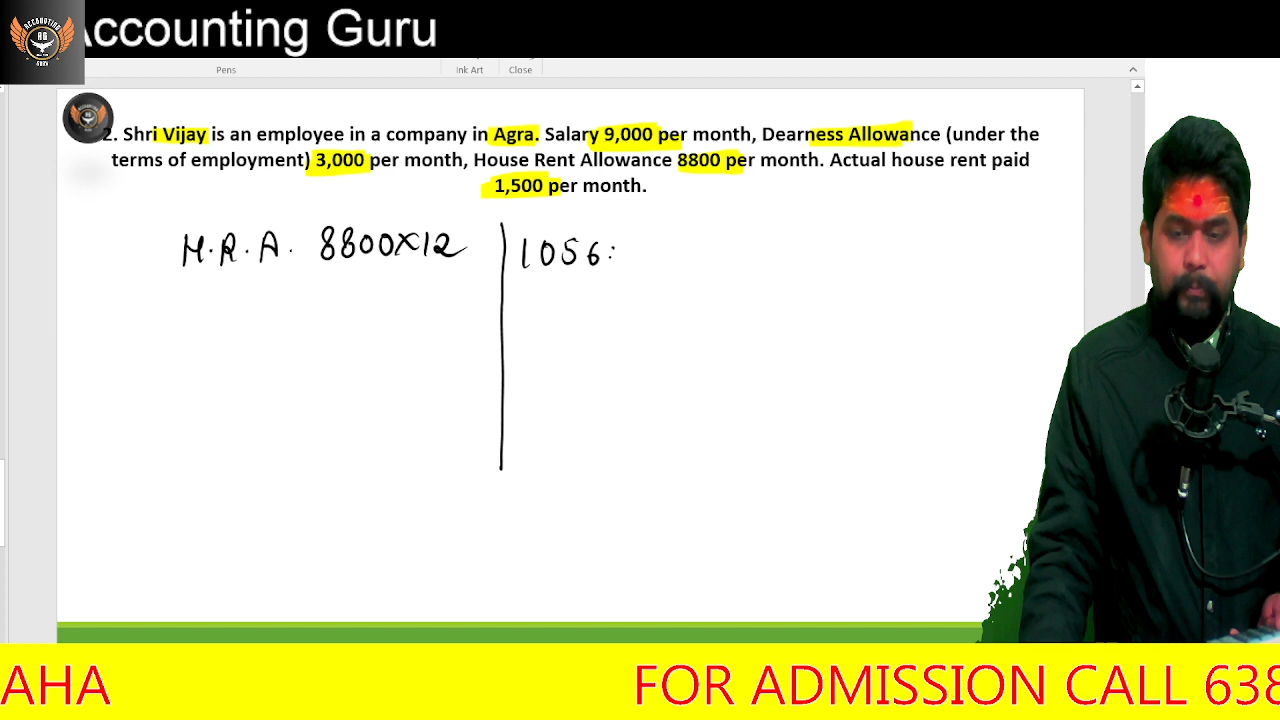 Accounting Guru
Pens
Ink Art
Close
2. Shri Vijay is an employee in a company in Agra. Salary 9,000 per month, Dearness Allowance (under the
terms of employment) 3,000 per month, House Rent Allowance 8800 per month. Actual house rent paid
1,500 per month.
H.R.A. 8800×12 | 1056:
AHA FOR ADMISSION CALL 638